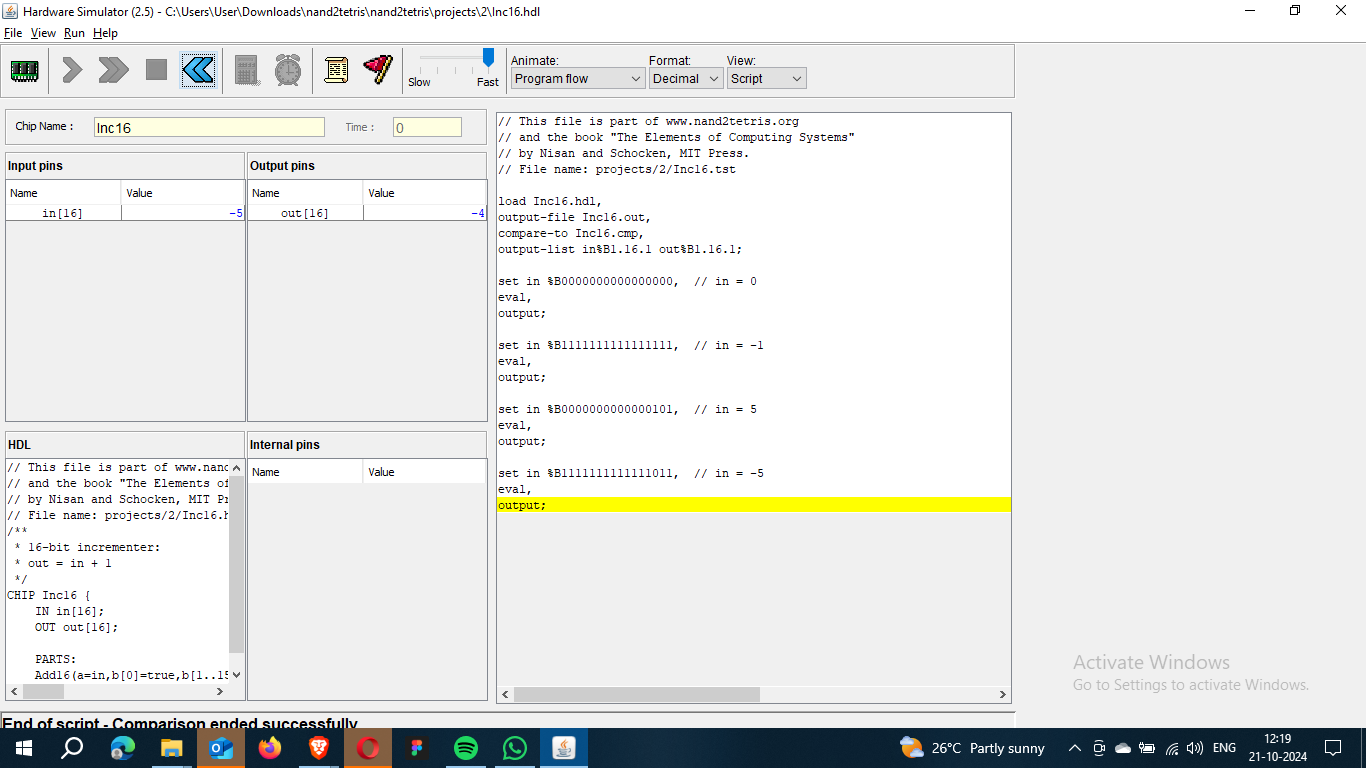 Hardware Simulator (2.5) - C:\Users\User\Downloads\nand2tetris\nand2tetris\projects\2\Inc16.hdl
File View Run Help
Slow Fast
Animate: Format: View:
Program flow Decimal Script
Chip Name : Inc16 Time : 0
Input pins
Name Value
in[16] -5
Output pins
Name Value
out[16] -4
HDL
// This file is part of www.nand
// and the book "The Elements of
// by Nisan and Schocken, MIT Pr
// File name: projects/2/Inc16.h
/**
* 16-bit incrementer:
* out = in + 1
*/
CHIP Inc16 {
IN in[16];
OUT out[16];
PARTS:
Add16(a=in,b[0]=true,b[1..15
Internal pins
Name Value
// This file is part of www.nand2tetris.org
// and the book "The Elements of Computing Systems"
// by Nisan and Schocken, MIT Press.
// File name: projects/2/Inc16.tst
load Inc16.hdl,
output-file Inc16.out,
compare-to Inc16.cmp,
output-list in%B1.16.1 out%B1.16.1;
set in %B0000000000000000, // in = 0
eval,
output;
set in %B1111111111111111, // in = -1
eval,
output;
set in %B0000000000000101, // in = 5
eval,
output;
set in %B1111111111111011, // in = -5
eval,
output;
Activate Windows
Go to Settings to activate Windows.
End of script - Comparison ended successfully
26°C Partly sunny
ENG
12:19
21-10-2024